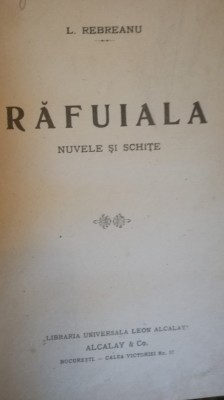 L. REBREANU
RĂFUIALA
NUVELE ȘI SCHIȚE
"LIBRARIA UNIVERSALA LEON ALCALAY"
ALCALAY & Co.
BUCUREȘTI. – CALEA VICTORIEI No. 37